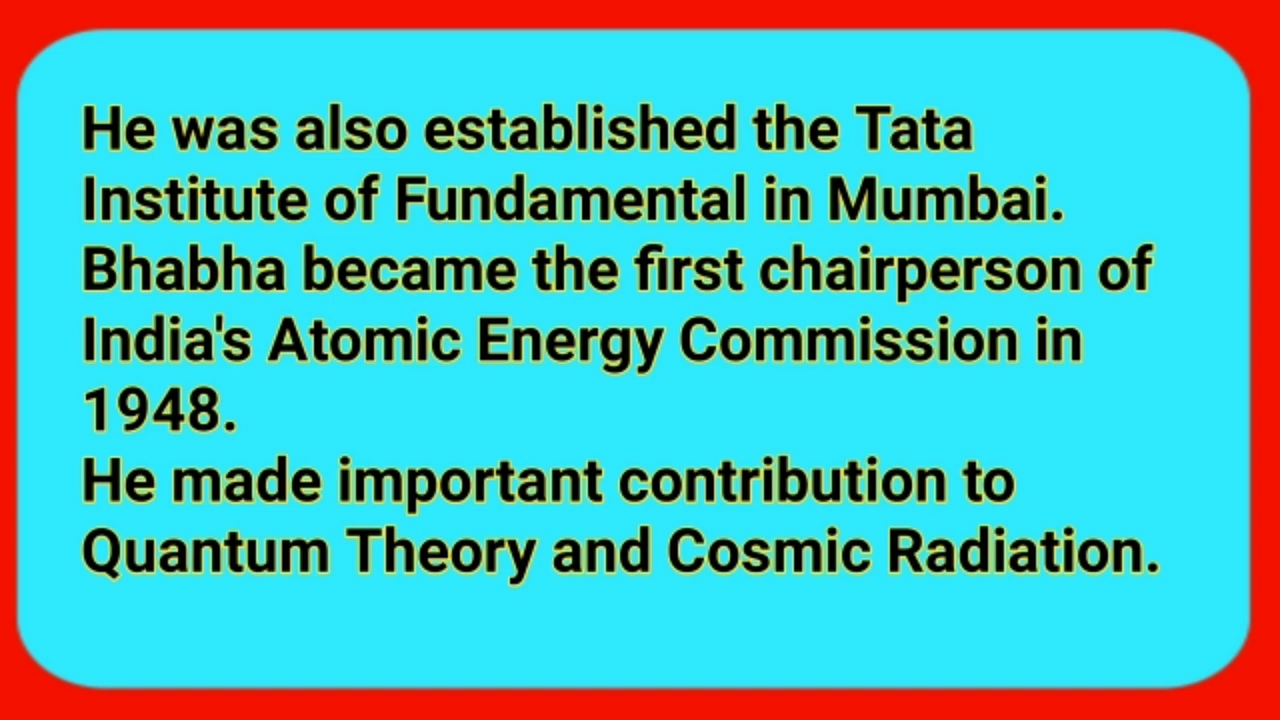 He was also established the Tata
Institute of Fundamental in Mumbai.
Bhabha became the first chairperson of
India's Atomic Energy Commission in
1948.
He made important contribution to
Quantum Theory and Cosmic Radiation.